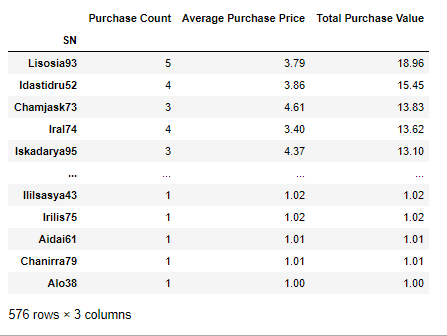 Purchase Count Average Purchase Price Total Purchase Value
SN
Lisosia93 5 3.79 18.96
Idastidru52 4 3.86 15.45
Chamjask73 3 4.61 13.83
Iral74 4 3.40 13.62
Iskadarya95 3 4.37 13.10
... ... ... ...
Ililsasya43 1 1.02 1.02
Irilis75 1 1.02 1.02
Aidai61 1 1.01 1.01
Chanirra79 1 1.01 1.01
Alo38 1 1.00 1.00
576 rows × 3 columns